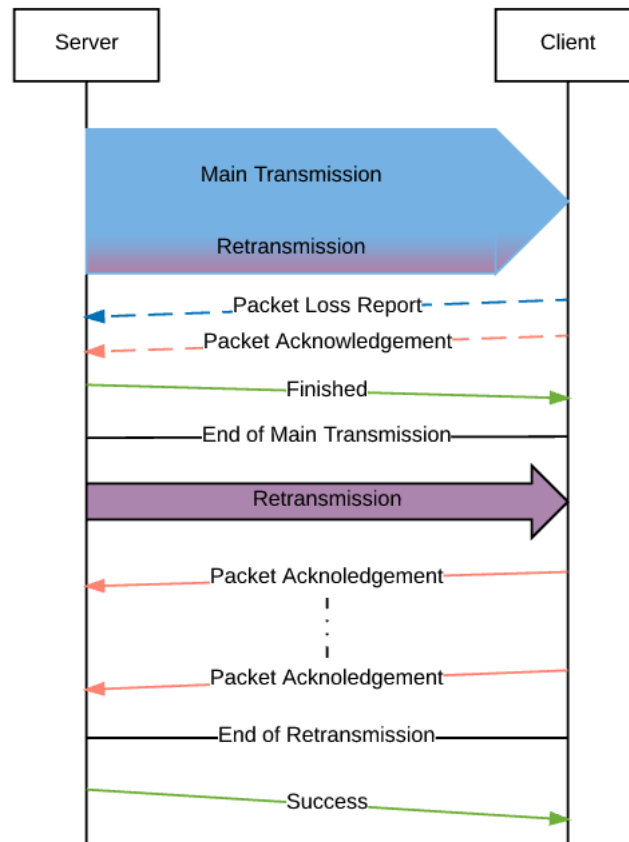 Server
Client
Main Transmission
Retransmission
Packet Loss Report
Packet Acknowledgement
Finished
End of Main Transmission
Retransmission
Packet Acknoledgement
Packet Acknoledgement
End of Retransmission
Success